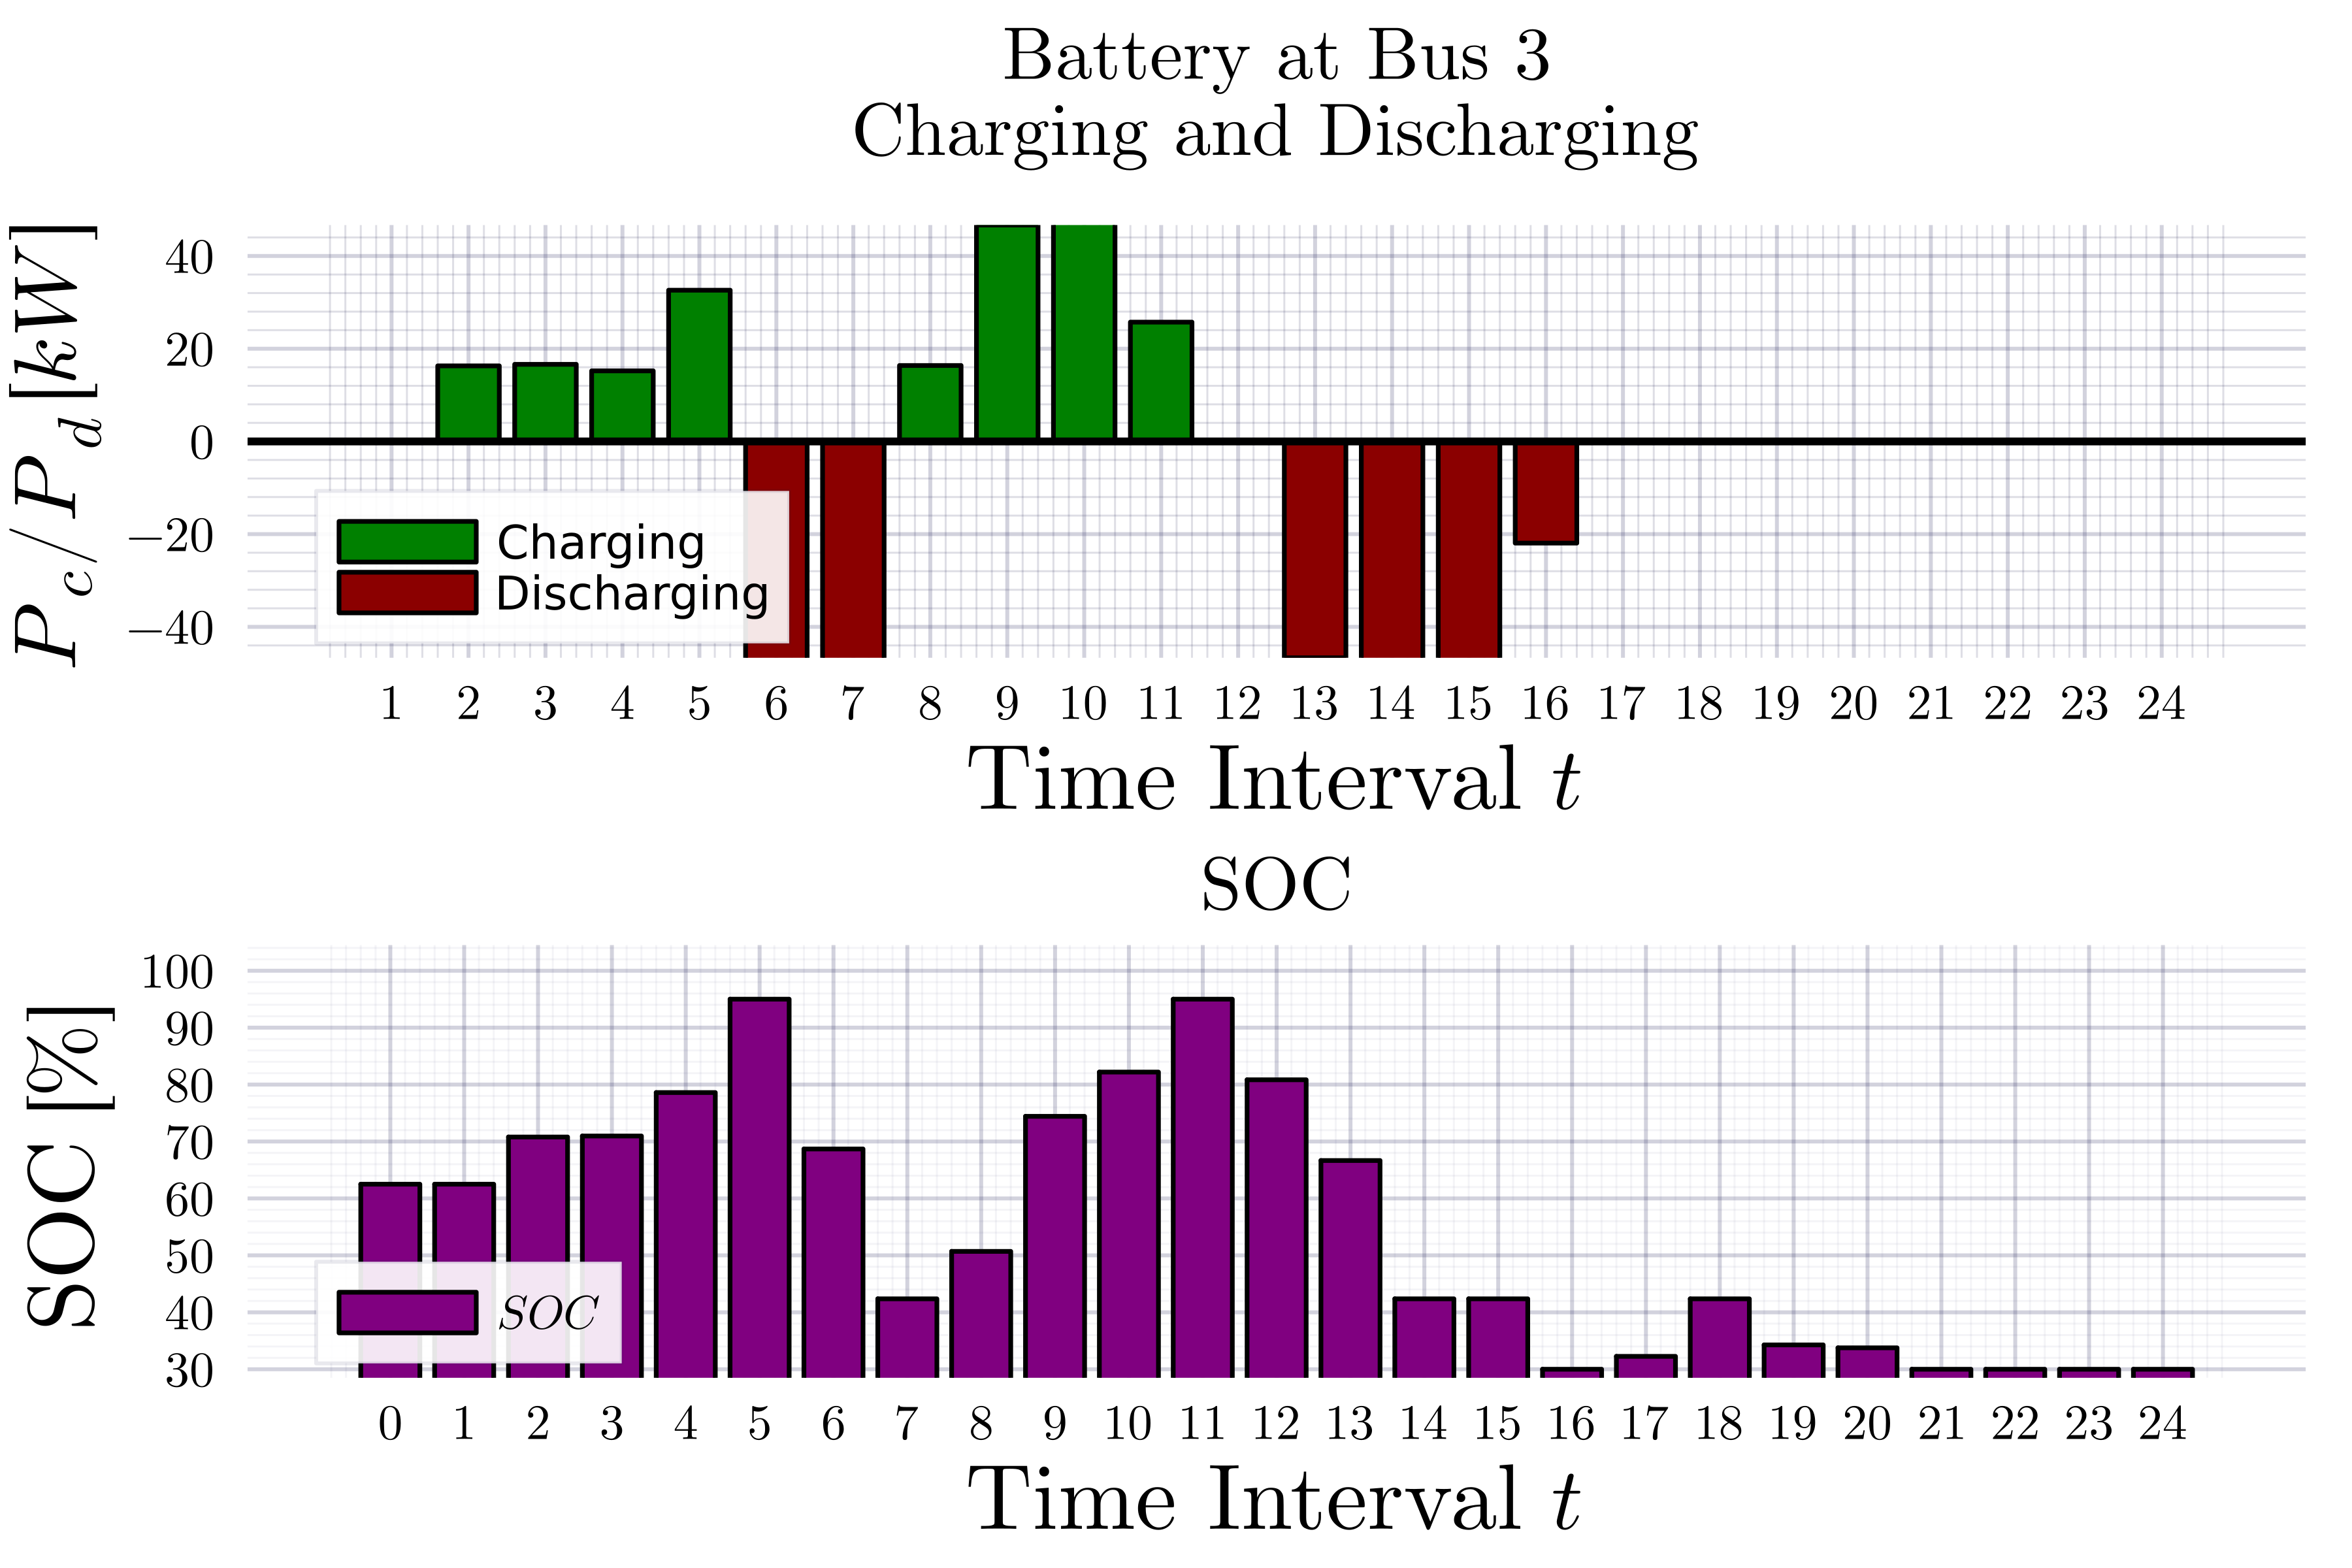 Battery at Bus 3
Charging and Discharging
P_c/P_d [kW]
40
20
0
−20
−40
Charging
Discharging
1 2 3 4 5 6 7 8 9 10 11 12 13 14 15 16 17 18 19 20 21 22 23 24
Time Interval t
SOC
SOC [%]
100
90
80
70
60
50
40
30
SOC
0 1 2 3 4 5 6 7 8 9 10 11 12 13 14 15 16 17 18 19 20 21 22 23 24
Time Interval t